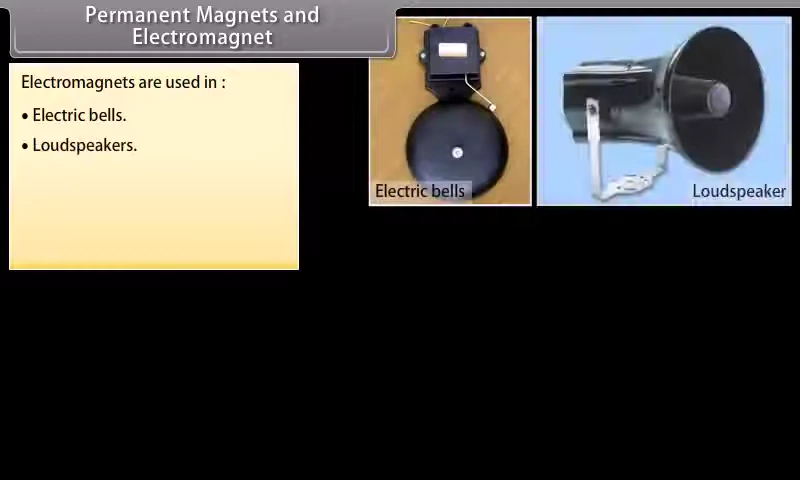 Permanent Magnets and
Electromagnet
Electromagnets are used in :
• Electric bells.
• Loudspeakers.
Electric bells
Loudspeaker